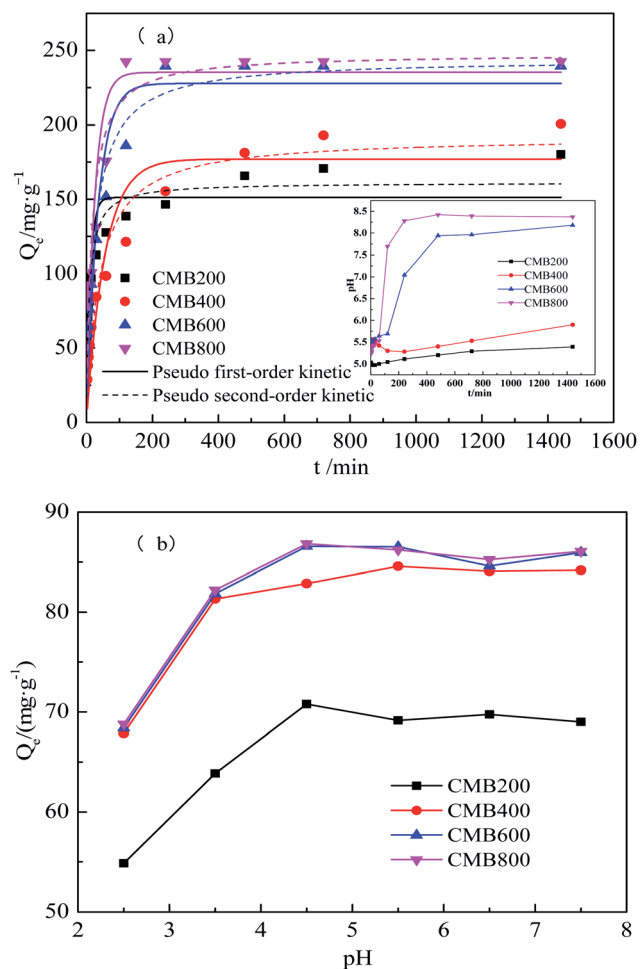 ( a)
250
200
150
100
50
0
Qe/mg·g⁻¹
CMB200
CMB400
CMB600
CMB800
Pseudo first-order kinetic
Pseudo second-order kinetic
0 200 400 600 800 1000 1200 1400 1600
t /min
8.5
8.0
7.5
7.0
6.5
6.0
5.5
5.0
pH
CMB200
CMB400
CMB600
CMB800
0 200 400 600 800 1000 1200 1400 1600
t/min
( b)
90
80
70
60
50
Qe/(mg·g⁻¹)
CMB200
CMB400
CMB600
CMB800
2 3 4 5 6 7 8
pH